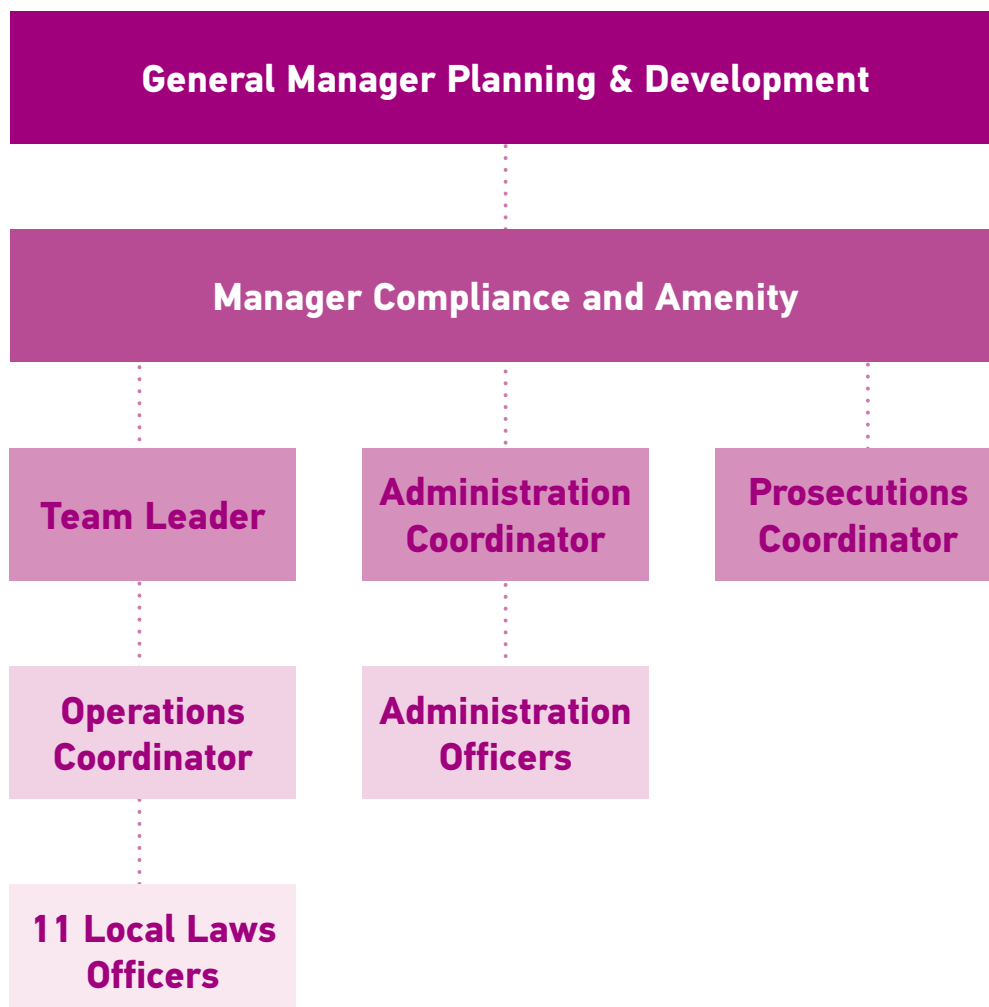 General Manager Planning & Development
Manager Compliance and Amenity
Team Leader
Administration
Coordinator
Prosecutions
Coordinator
Operations
Coordinator
Administration
Officers
11 Local Laws
Officers